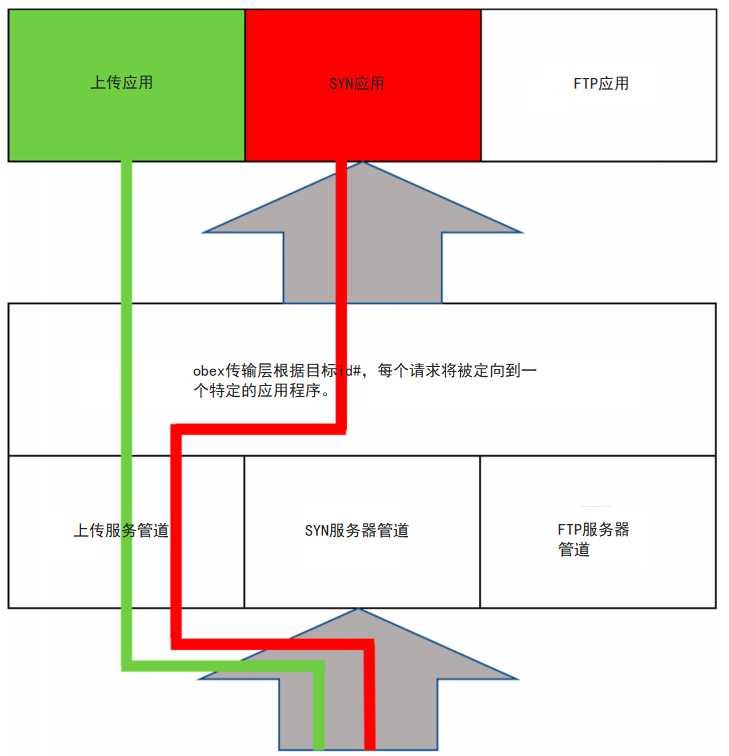 上传应用
SYN应用
FTP应用
obex传输层根据目标id#，每个请求将被定向到一
个特定的应用程序。
上传服务管道
SYN服务器管道
FTP服务器
管道